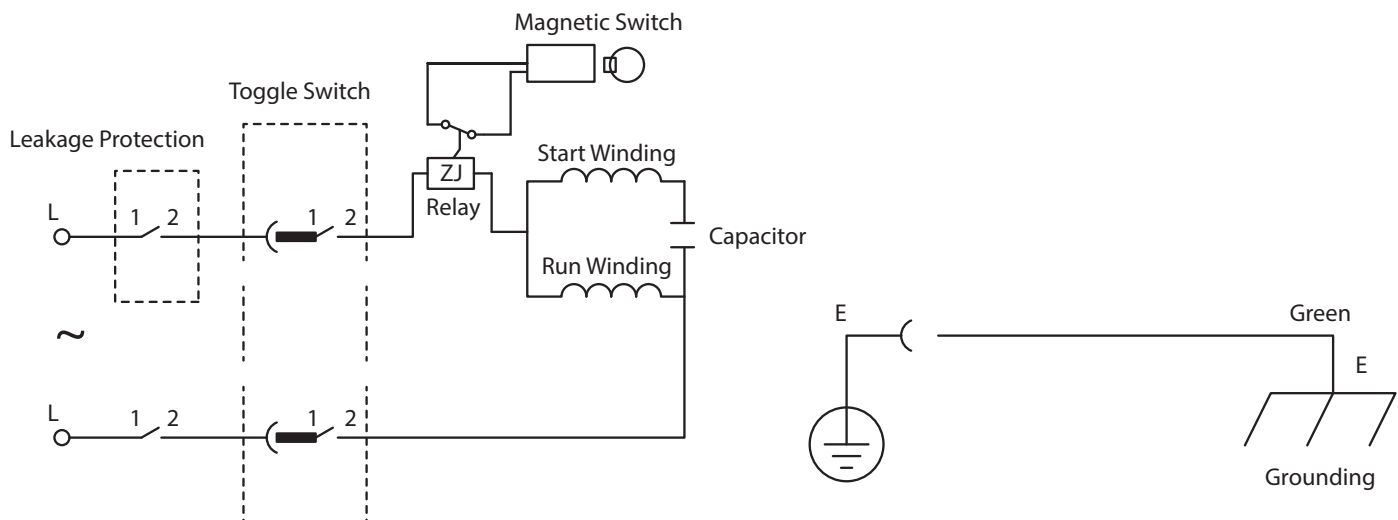 Magnetic Switch
Toggle Switch
Leakage Protection
Start Winding
ZJ
Relay
L
1 2
1 2
Capacitor
Run Winding
~
E
Green
E
L
1 2
1 2
Grounding